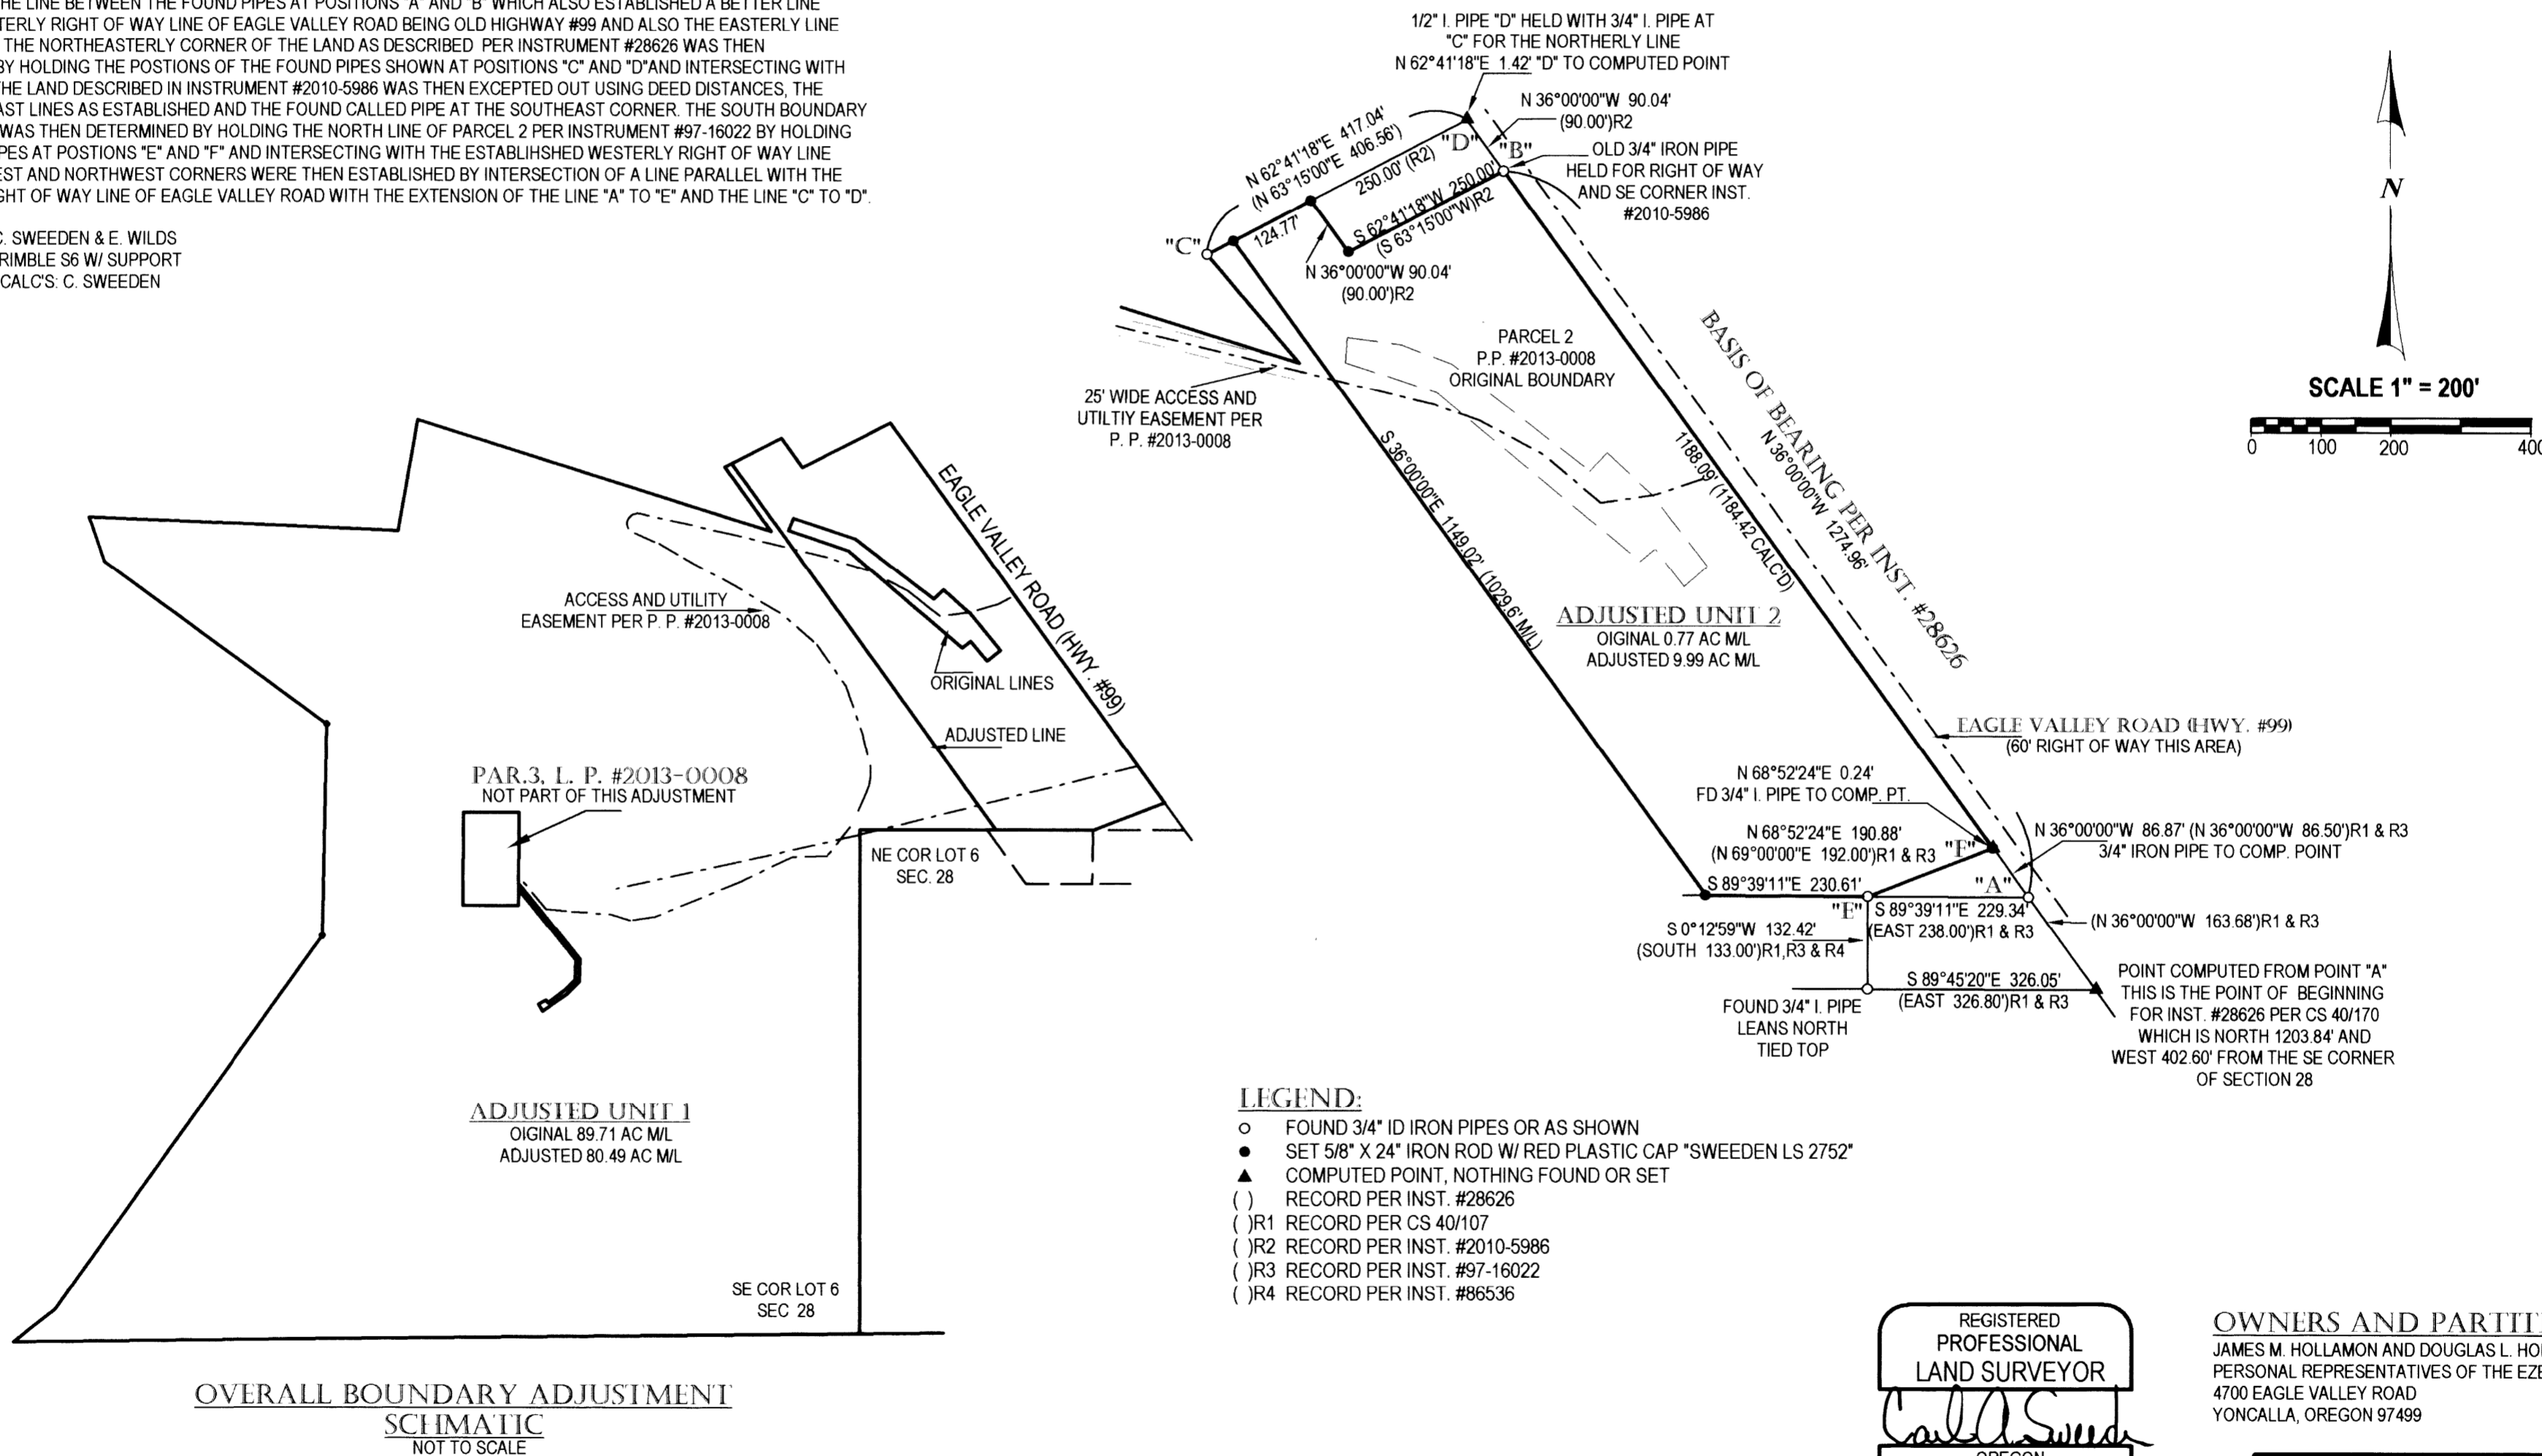 HE LINE BETWEEN THE FOUND PIPES AT POSITIONS "A" AND "B" WHICH ALSO ESTABLISHED A BETTER LINE
TERLY RIGHT OF WAY LINE OF EAGLE VALLEY ROAD BEING OLD HIGHWAY #99 AND ALSO THE EASTERLY LINE
THE NORTHEASTERLY CORNER OF THE LAND AS DESCRIBED PER INSTRUMENT #28626 WAS THEN
BY HOLDING THE POSTIONS OF THE FOUND PIPES SHOWN AT POSITIONS "C" AND "D"AND INTERSECTING WITH
THE LAND DESCRIBED IN INSTRUMENT #2010-5986 WAS THEN EXCEPTED OUT USING DEED DISTANCES, THE
AST LINES AS ESTABLISHED AND THE FOUND CALLED PIPE AT THE SOUTHEAST CORNER. THE SOUTH BOUNDARY
WAS THEN DETERMINED BY HOLDING THE NORTH LINE OF PARCEL 2 PER INSTRUMENT #97-16022 BY HOLDING
PES AT POSTIONS "E" AND "F" AND INTERSECTING WITH THE ESTABLIHSHED WESTERLY RIGHT OF WAY LINE
EST AND NORTHWEST CORNERS WERE THEN ESTABLISHED BY INTERSECTION OF A LINE PARALLEL WITH THE
GHT OF WAY LINE OF EAGLE VALLEY ROAD WITH THE EXTENSION OF THE LINE "A" TO "E" AND THE LINE "C" TO "D".
C. SWEEDEN & E. WILDS
RIMBLE S6 W/ SUPPORT
CALC'S: C. SWEEDEN
1/2" I. PIPE "D" HELD WITH 3/4" I. PIPE AT
"C" FOR THE NORTHERLY LINE
N 62°41'18"E 1.42' "D" TO COMPUTED POINT
N 36°00'00"W 90.04'
(90.00')R2
N 62°41'18"E 417.04'
(N 63°15'00"E 406.56')
250.00' (R2)
"D"
"B"
OLD 3/4" IRON PIPE
HELD FOR RIGHT OF WAY
AND SE CORNER INST.
#2010-5986
S 62°41'18"W 250.00'
(S 63°15'00"W)R2
124.77'
"C"
N 36°00'00"W 90.04'
(90.00')R2
N
SCALE 1" = 200'
0 100 200 400
PARCEL 2
P.P. #2013-0008
ORIGINAL BOUNDARY
25' WIDE ACCESS AND
UTILTIY EASEMENT PER
P. P. #2013-0008
BASIS OF BEARING PER INST. #28626
N 36°00'00"W 1274.96'
1188.09' (1184.42 CALC'D)
S 36°00'00"E 1149.02' (1029.6' M/L)
ADJUSTED UNIT 2
OIGINAL 0.77 AC M/L
ADJUSTED 9.99 AC M/L
EAGLE VALLEY ROAD (HWY. #99)
(60' RIGHT OF WAY THIS AREA)
N 68°52'24"E 0.24'
FD 3/4" I. PIPE TO COMP. PT.
N 68°52'24"E 190.88'
(N 69°00'00"E 192.00')R1 & R3
"F"
N 36°00'00"W 86.87' (N 36°00'00"W 86.50')R1 & R3
3/4" IRON PIPE TO COMP. POINT
S 89°39'11"E 230.61'
"A"
"E"
S 89°39'11"E 229.34'
(EAST 238.00')R1 & R3
(N 36°00'00"W 163.68')R1 & R3
S 0°12'59"W 132.42'
(SOUTH 133.00')R1,R3 & R4
S 89°45'20"E 326.05'
(EAST 326.80')R1 & R3
FOUND 3/4" I. PIPE
LEANS NORTH
TIED TOP
POINT COMPUTED FROM POINT "A"
THIS IS THE POINT OF BEGINNING
FOR INST. #28626 PER CS 40/170
WHICH IS NORTH 1203.84' AND
WEST 402.60' FROM THE SE CORNER
OF SECTION 28
EAGLE VALLEY ROAD (HWY. #99)
ACCESS AND UTILITY
EASEMENT PER P. P. #2013-0008
ORIGINAL LINES
ADJUSTED LINE
PAR.3, L. P. #2013-0008
NOT PART OF THIS ADJUSTMENT
NE COR LOT 6
SEC. 28
ADJUSTED UNIT 1
OIGINAL 89.71 AC M/L
ADJUSTED 80.49 AC M/L
SE COR LOT 6
SEC 28
OVERALL BOUNDARY ADJUSTMENT
SCHMATIC
NOT TO SCALE
LEGEND:
FOUND 3/4" ID IRON PIPES OR AS SHOWN
SET 5/8" X 24" IRON ROD W/ RED PLASTIC CAP "SWEEDEN LS 2752"
COMPUTED POINT, NOTHING FOUND OR SET
( ) RECORD PER INST. #28626
( )R1 RECORD PER CS 40/107
( )R2 RECORD PER INST. #2010-5986
( )R3 RECORD PER INST. #97-16022
( )R4 RECORD PER INST. #86536
REGISTERED
PROFESSIONAL
LAND SURVEYOR
OREGON
OWNERS AND PARTIT
JAMES M. HOLLAMON AND DOUGLAS L. HO
PERSONAL REPRESENTATIVES OF THE EZE
4700 EAGLE VALLEY ROAD
YONCALLA, OREGON 97499